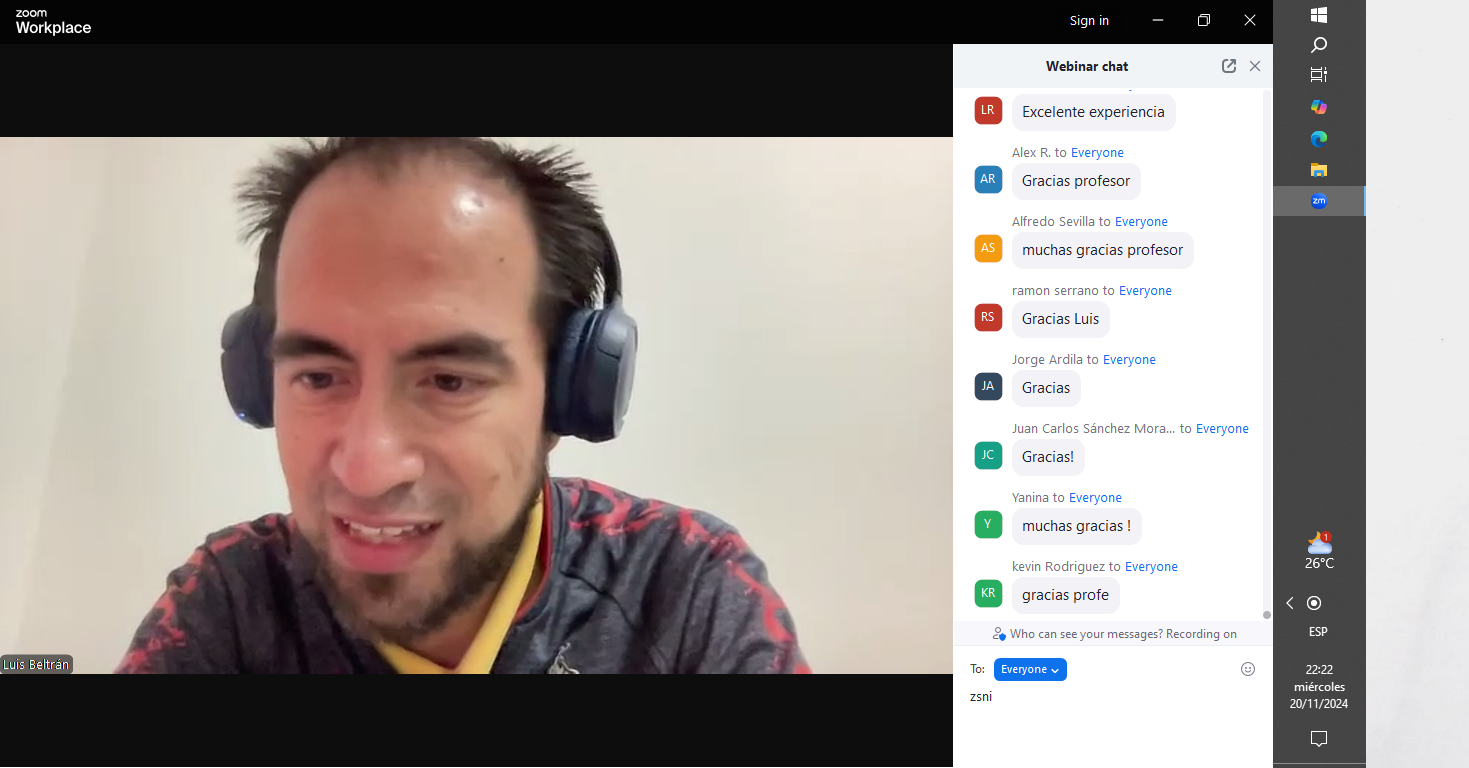 zoom
Workplace
Sign in
Luis Beltrán
Webinar chat
LR
Excelente experiencia
Alex R. to Everyone
AR
Gracias profesor
Alfredo Sevilla to Everyone
AS
muchas gracias profesor
ramon serrano to Everyone
RS
Gracias Luis
Jorge Ardila to Everyone
JA
Gracias
Juan Carlos Sánchez Mora... to Everyone
JC
Gracias!
Yanina to Everyone
Y
muchas gracias !
kevin Rodriguez to Everyone
KR
gracias profe
Who can see your messages? Recording on
To: Everyone
zsni
zm
1
26°C
ESP
22:22
miércoles
20/11/2024